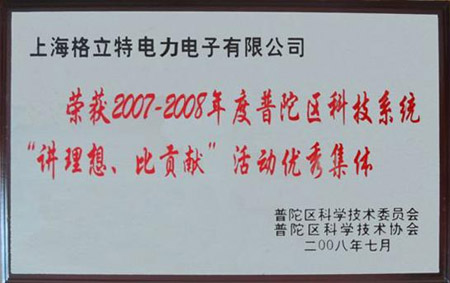 上海格立特电力电子有限公司
荣获2007-2008年度普陀区科技系统
“讲理想、比贡献”活动优秀集体
普陀区科学技术委员会
普陀区科学技术协会
二00八年七月